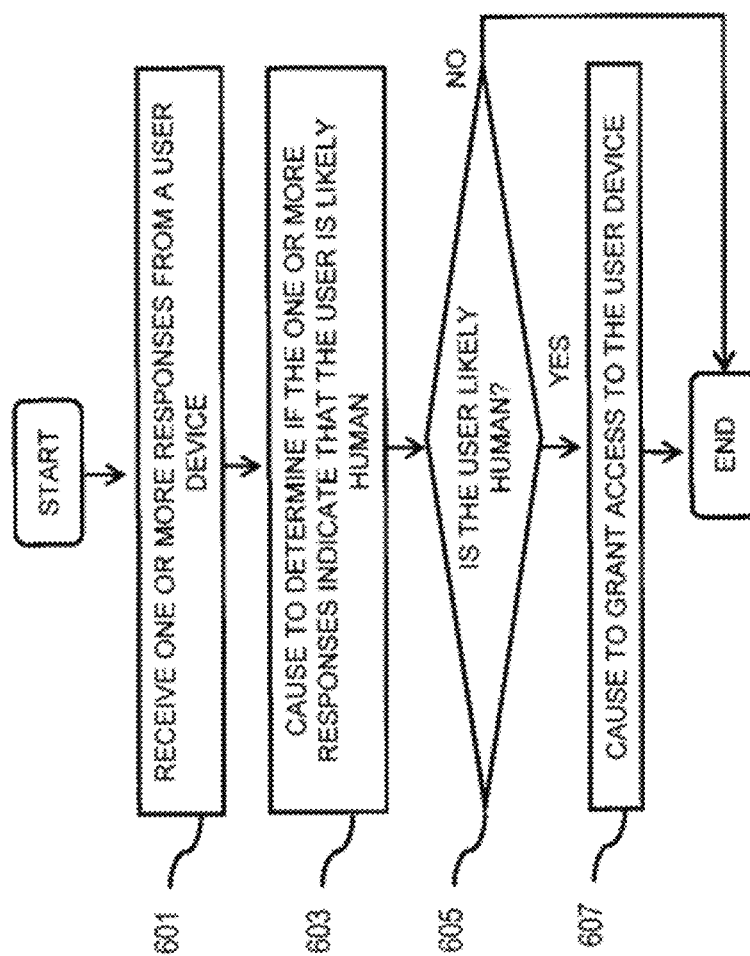 START
601
RECEIVE ONE OR MORE RESPONSES FROM A USER
DEVICE
603
CAUSE TO DETERMINE IF THE ONE OR MORE
RESPONSES INDICATE THAT THE USER IS LIKELY
HUMAN
605
IS THE USER LIKELY
HUMAN?
NO
YES
607
CAUSE TO GRANT ACCESS TO THE USER DEVICE
END